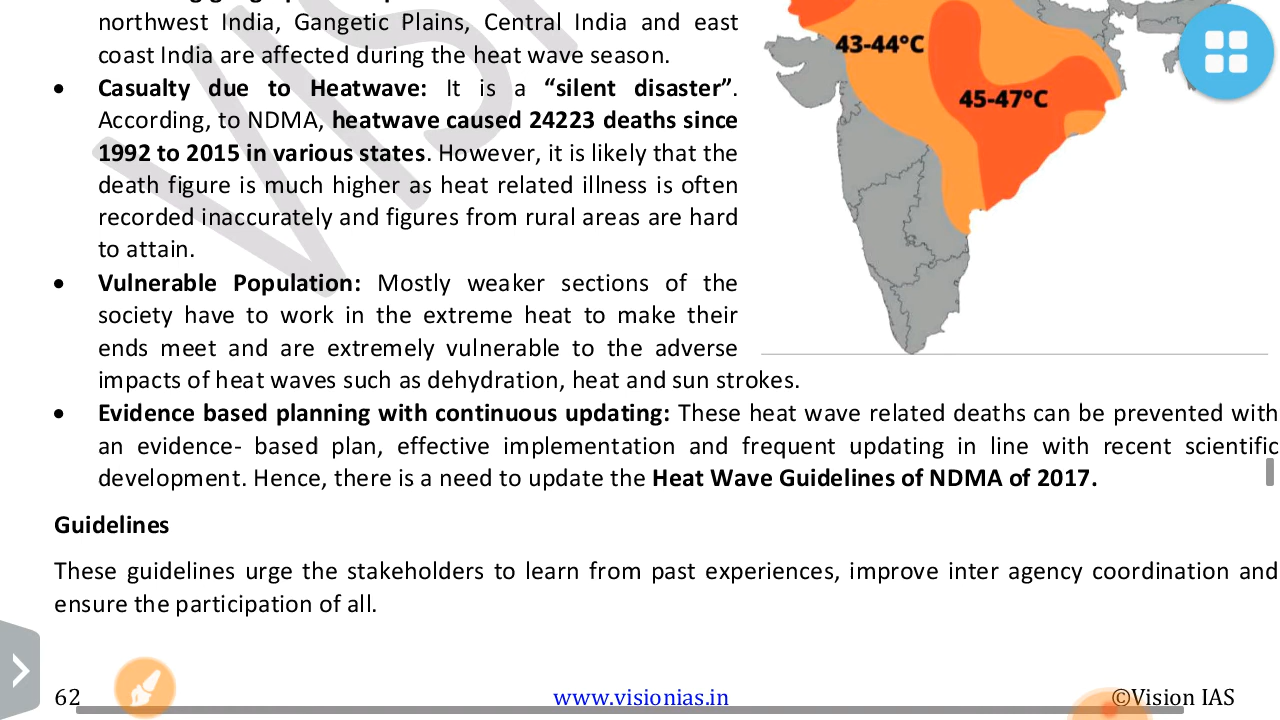 northwest India, Gangetic Plains, Central India and east
coast India are affected during the heat wave season.
• Casualty due to Heatwave: It is a “silent disaster”.
According, to NDMA, heatwave caused 24223 deaths since
1992 to 2015 in various states. However, it is likely that the
death figure is much higher as heat related illness is often
recorded inaccurately and figures from rural areas are hard
to attain.
• Vulnerable Population: Mostly weaker sections of the
society have to work in the extreme heat to make their
ends meet and are extremely vulnerable to the adverse
impacts of heat waves such as dehydration, heat and sun strokes.
• Evidence based planning with continuous updating: These heat wave related deaths can be prevented with
an evidence- based plan, effective implementation and frequent updating in line with recent scientific
development. Hence, there is a need to update the Heat Wave Guidelines of NDMA of 2017.
43-44°C
45-47°C
Guidelines
These guidelines urge the stakeholders to learn from past experiences, improve inter agency coordination and
ensure the participation of all.
62 www.visionias.in ©Vision IAS